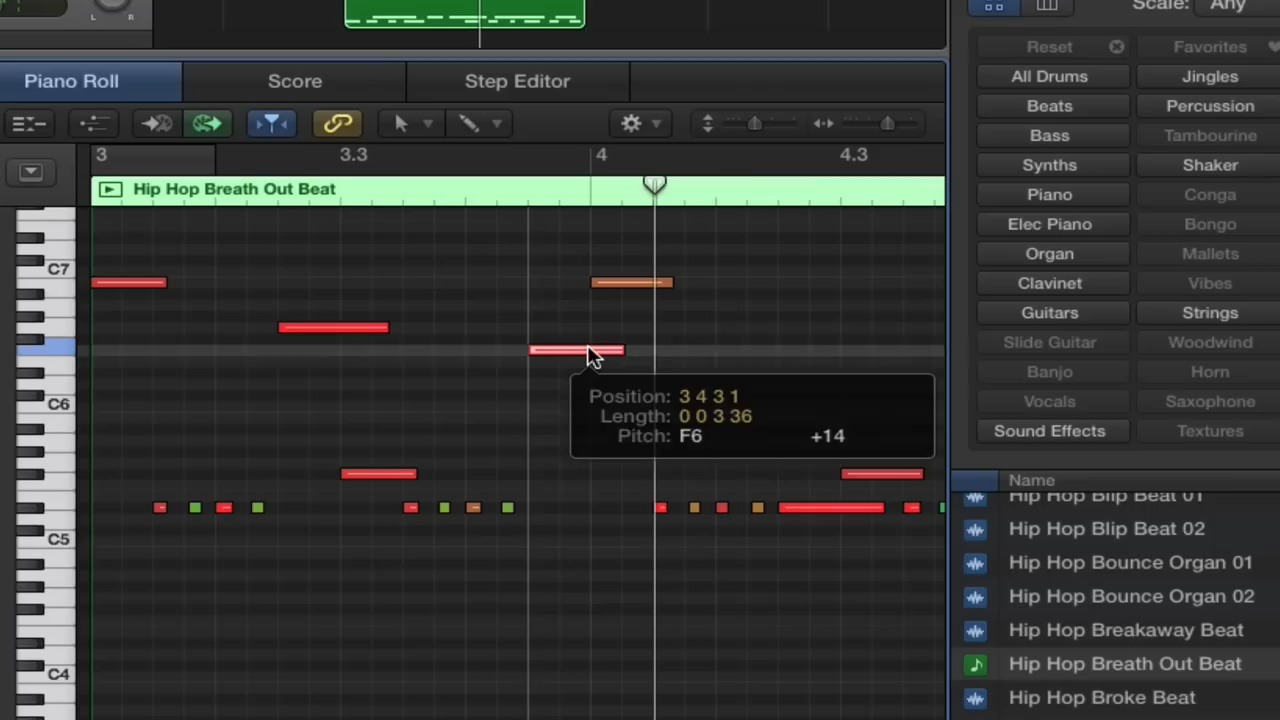 L R
Scale: Any
Piano Roll Score Step Editor
3 3.3 4 4.3
Hip Hop Breath Out Beat
C7
C6
C5
C4
Position: 3 4 3 1
Length: 0 0 3 36
Pitch: F6 +14
Reset Favorites
All Drums Jingles
Beats Percussion
Bass Tambourine
Synths Shaker
Piano Conga
Elec Piano Bongo
Organ Mallets
Clavinet Vibes
Guitars Strings
Slide Guitar Woodwind
Banjo Horn
Vocals Saxophone
Sound Effects Textures
Name
Hip Hop Blip Beat 01
Hip Hop Blip Beat 02
Hip Hop Bounce Organ 01
Hip Hop Bounce Organ 02
Hip Hop Breakaway Beat
Hip Hop Breath Out Beat
Hip Hop Broke Beat